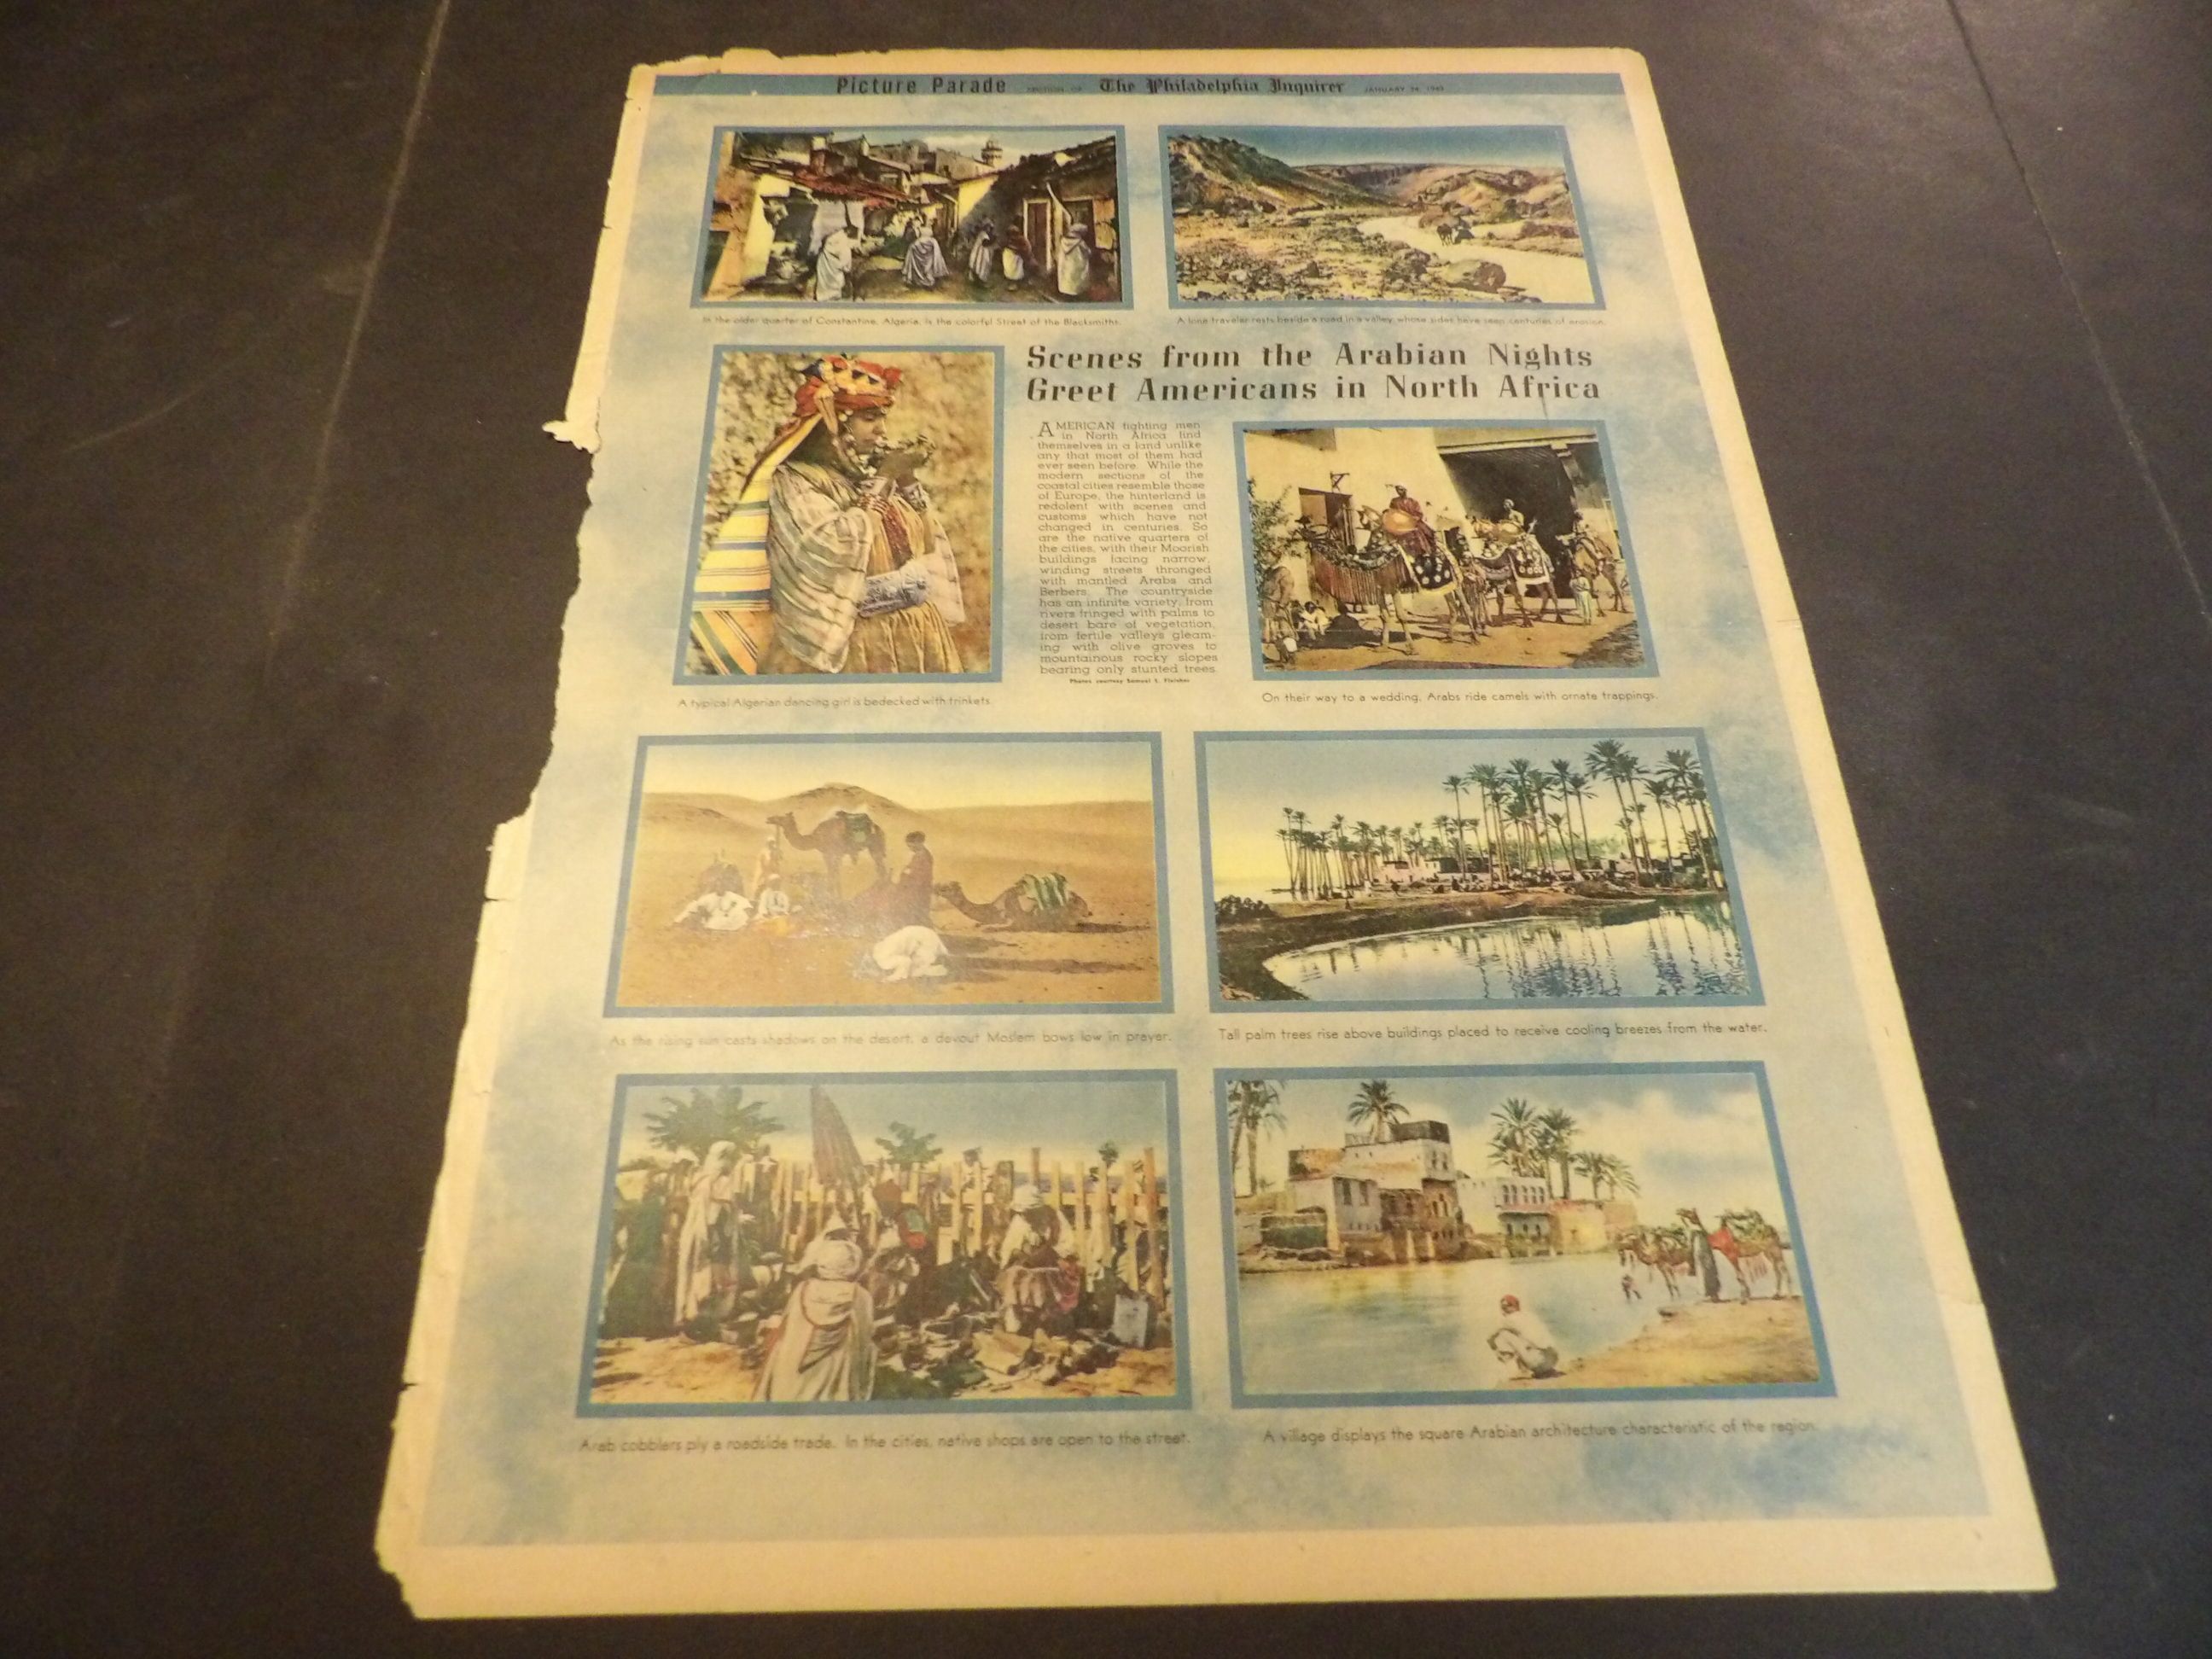 Picture Parade SECTION OF The Philadelphia Inquirer JANUARY 1943
In the older quarter of Constantine, Algeria, is the colorful Street of the Blacksmiths.
A lone traveler rests beside a road in a valley whose sides have seen centuries of erosion.
Scenes from the Arabian Nights
Greet Americans in North Africa
AMERICAN fighting men
in North Africa find
themselves in a land unlike
any that most of them had
ever seen before. While the
modern sections of the
coastal cities resemble those
of Europe, the hinterland is
redolent with scenes and
customs which have not
changed in centuries. So
are the native quarters of
the cities, with their Moorish
buildings facing narrow
winding streets thronged
with mantled Arabs and
Berbers. The countryside
has an infinite variety, from
rivers fringed with palms to
desert bare of vegetation,
from fertile valleys gleam-
ing with olive groves to
mountainous rocky slopes
bearing only stunted trees.
Photos courtesy Samuel S. Fleisher
A typical Algerian dancing girl is bedecked with trinkets.
On their way to a wedding, Arabs ride camels with ornate trappings.
As the rising sun casts shadows on the desert, a devout Moslem bows low in prayer.
Tall palm trees rise above buildings placed to receive cooling breezes from the water.
Arab cobblers ply a roadside trade. In the cities, native shops are open to the street.
A village displays the square Arabian architecture characteristic of the region.